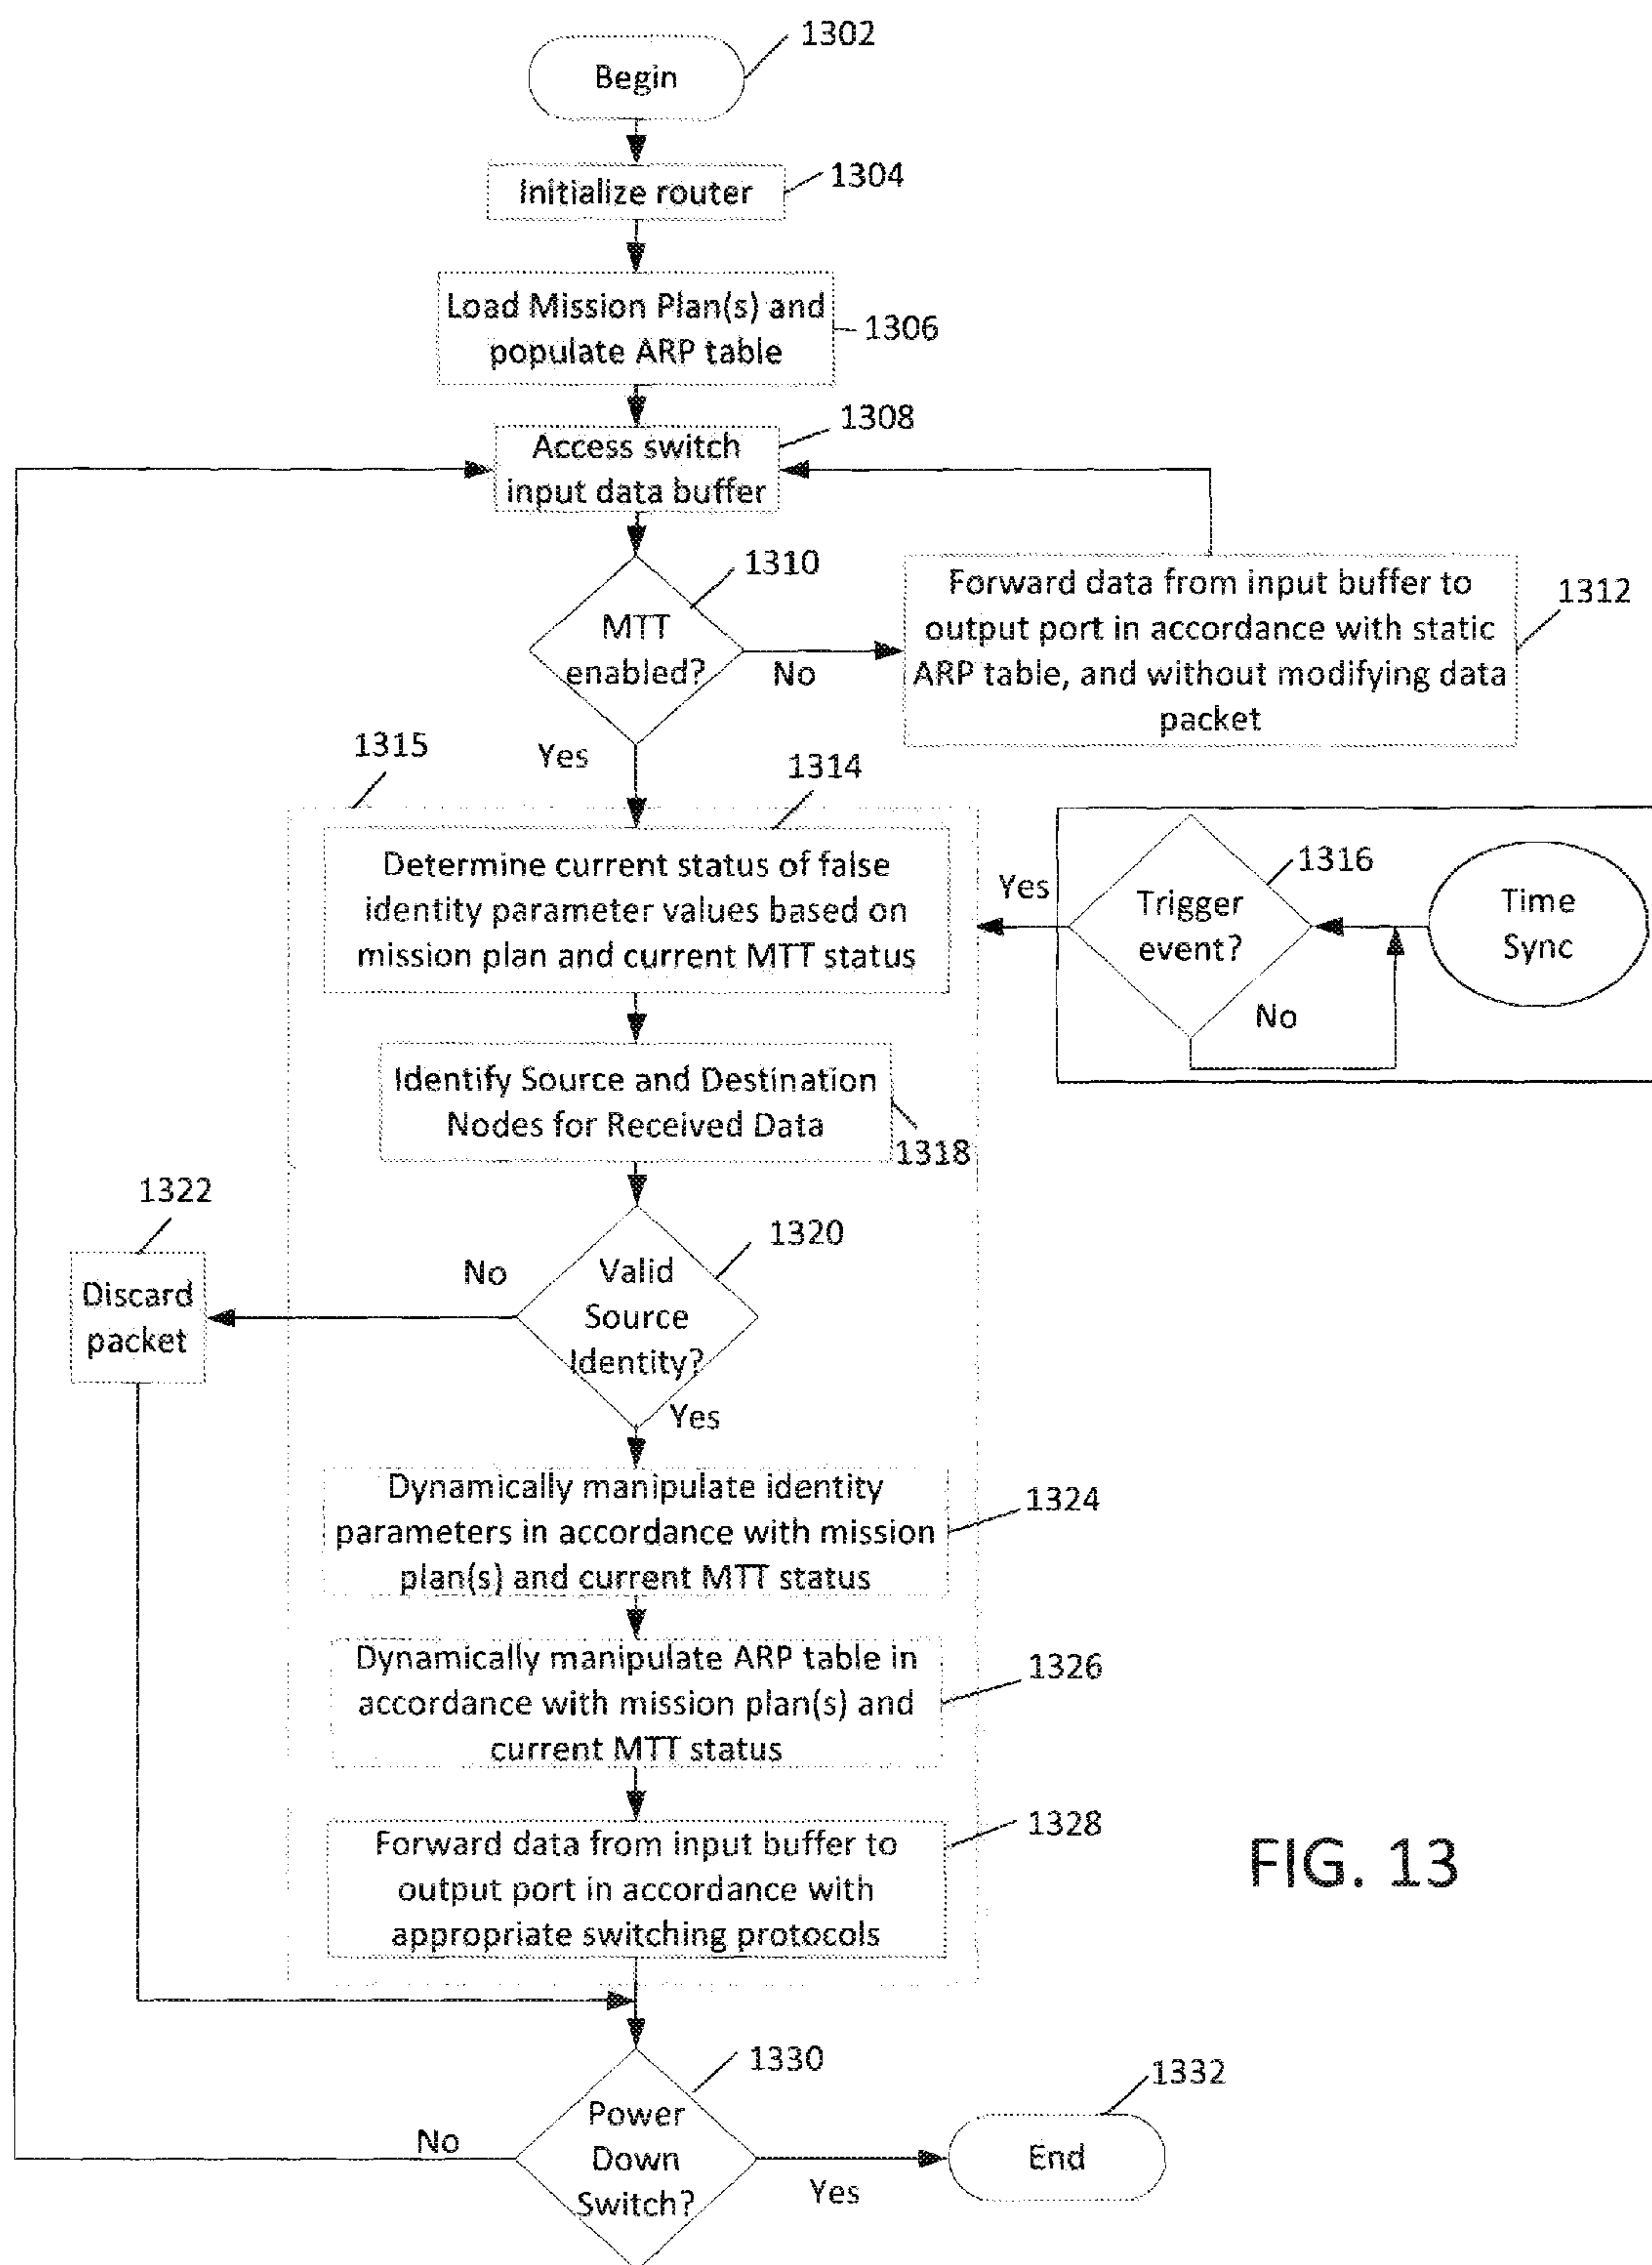 1302
Begin
1304
Initialize router
Load Mission Plan(s) and
populate ARP table
1306
1308
Access switch
input data buffer
1310
MTT
enabled?
No
Yes
Forward data from input buffer to
output port in accordance with static
ARP table, and without modifying data
packet
1312
1315
1314
Determine current status of false
identity parameter values based on
mission plan and current MTT status
Yes
1316
Trigger
event?
No
Time
Sync
Identify Source and Destination
Nodes for Received Data
1318
1322
Discard
packet
No
1320
Valid
Source
Identity?
Yes
Dynamically manipulate identity
parameters in accordance with mission
plan(s) and current MTT status
1324
Dynamically manipulate ARP table in
accordance with mission plan(s) and
current MTT status
1326
Forward data from input buffer to
output port in accordance with
appropriate switching protocols
1328
FIG. 13
1330
Power
Down
Switch?
No
Yes
1332
End